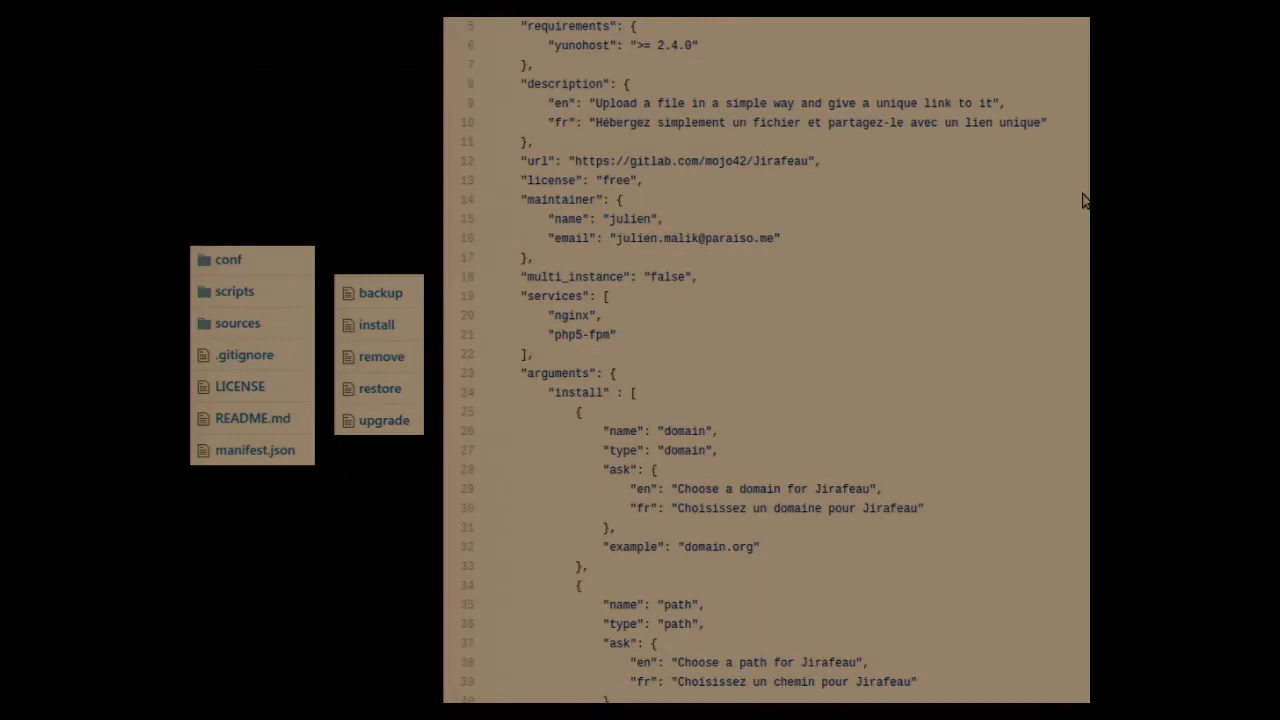 conf
scripts
sources
.gitignore
LICENSE
README.md
manifest.json
backup
install
remove
restore
upgrade
5 "requirements": {
6 "yunohost": ">= 2.4.0"
7 },
8 "description": {
9 "en": "Upload a file in a simple way and give a unique link to it",
10 "fr": "Hébergez simplement un fichier et partagez-le avec un lien unique"
11 },
12 "url": "https://gitlab.com/mojo42/Jirafeau",
13 "license": "free",
14 "maintainer": {
15 "name": "julien",
16 "email": "julien.malik@paraiso.me"
17 },
18 "multi_instance": "false",
19 "services": [
20 "nginx",
21 "php5-fpm"
22 ],
23 "arguments": {
24 "install" : [
25 {
26 "name": "domain",
27 "type": "domain",
28 "ask": {
29 "en": "Choose a domain for Jirafeau",
30 "fr": "Choisissez un domaine pour Jirafeau"
31 },
32 "example": "domain.org"
33 },
34 {
35 "name": "path",
36 "type": "path",
37 "ask": {
38 "en": "Choose a path for Jirafeau",
39 "fr": "Choisissez un chemin pour Jirafeau"
40 }